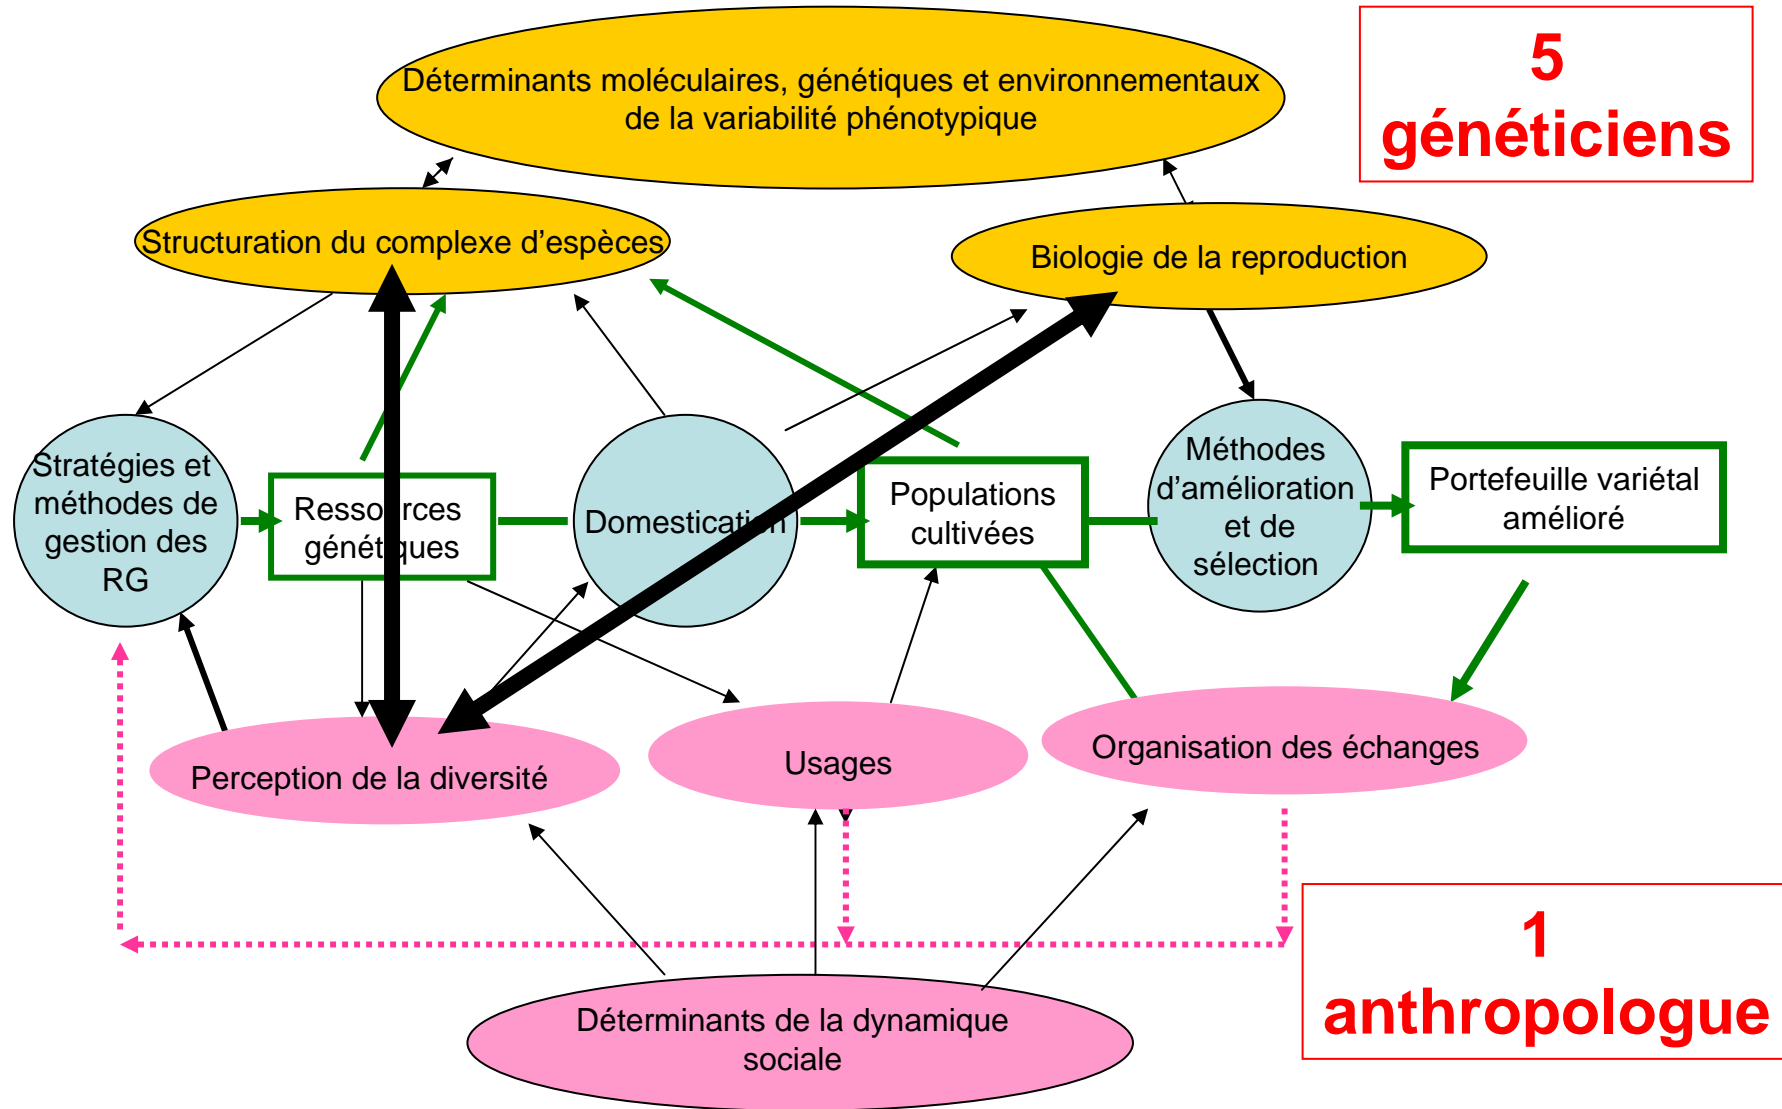 Déterminants moléculaires, génétiques et environnementaux
de la variabilité phénotypique
5
généticiens
Structuration du complexe d'espèces
Biologie de la reproduction
Stratégies et
méthodes de
gestion des
RG
Ressources
génétiques
Domestication
Populations
cultivées
Méthodes
d'amélioration
et de
sélection
Portefeuille variétal
amélioré
Perception de la diversité
Usages
Organisation des échanges
1
anthropologue
Déterminants de la dynamique
sociale